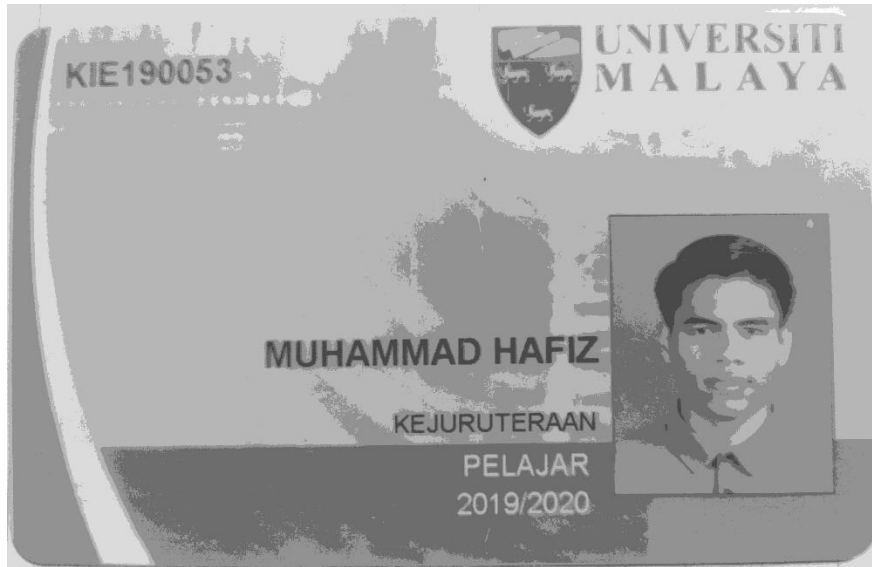 KIE190053
UNIVERSITI
MALAYA
MUHAMMAD HAFIZ
KEJURUTERAAN
PELAJAR
2019/2020